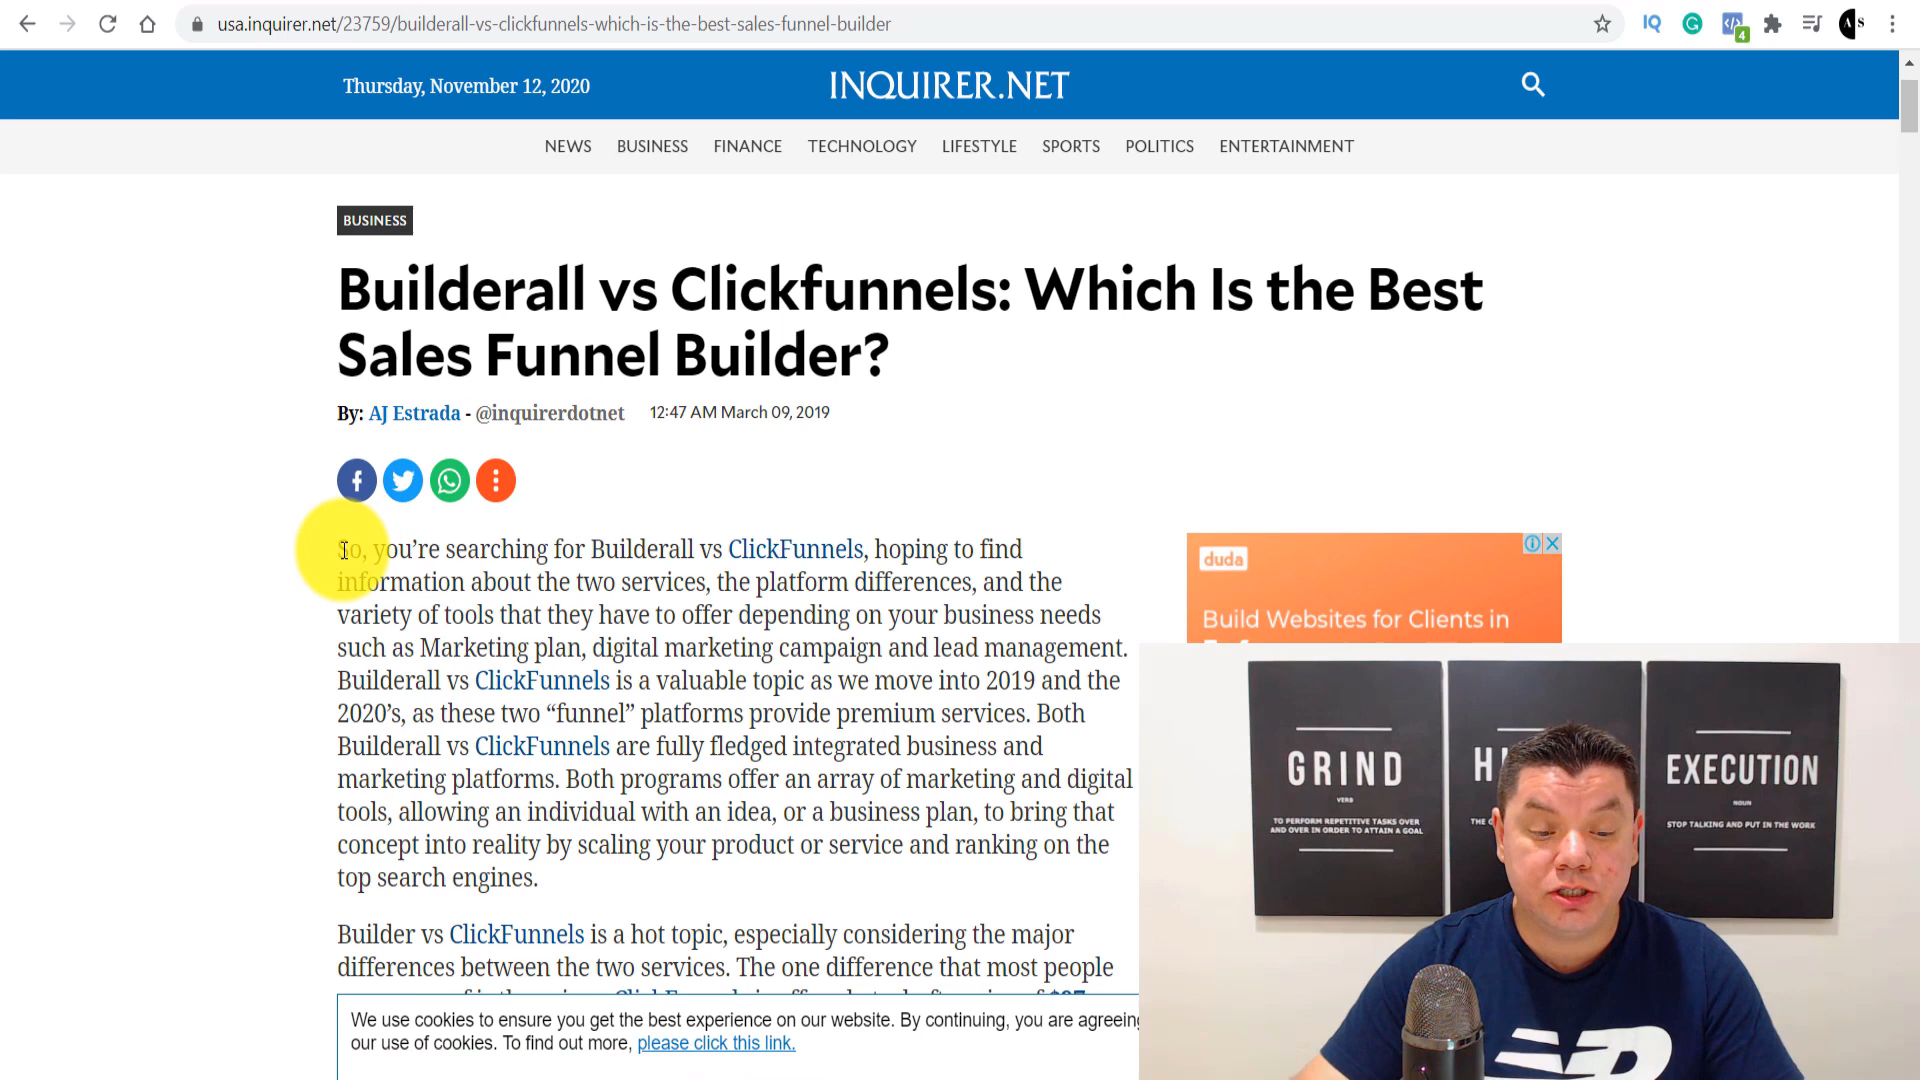 usa.inquirer.net/23759/builderall-vs-clickfunnels-which-is-the-best-sales-funnel-builder
IQ
4
A S
Thursday, November 12, 2020
INQUIRER.NET
NEWS BUSINESS FINANCE TECHNOLOGY LIFESTYLE SPORTS POLITICS ENTERTAINMENT
BUSINESS
Builderall vs Clickfunnels: Which Is the Best
Sales Funnel Builder?
By: AJ Estrada - @inquirerdotnet 12:47 AM March 09, 2019
So, you’re searching for Builderall vs ClickFunnels, hoping to find
information about the two services, the platform differences, and the
variety of tools that they have to offer depending on your business needs
such as Marketing plan, digital marketing campaign and lead management.
Builderall vs ClickFunnels is a valuable topic as we move into 2019 and the
2020’s, as these two “funnel” platforms provide premium services. Both
Builderall vs ClickFunnels are fully fledged integrated business and
marketing platforms. Both programs offer an array of marketing and digital
tools, allowing an individual with an idea, or a business plan, to bring that
concept into reality by scaling your product or service and ranking on the
top search engines.
Builder vs ClickFunnels is a hot topic, especially considering the major
differences between the two services. The one difference that most people
We use cookies to ensure you get the best experience on our website. By continuing, you are agreeing
our use of cookies. To find out more, please click this link.
duda
Build Websites for Clients in
GRIND
VERB
TO PERFORM REPETITIVE TASKS OVER
AND OVER IN ORDER TO ATTAIN A GOAL
H
THE
EXECUTION
NOUN
STOP TALKING AND PUT IN THE WORK